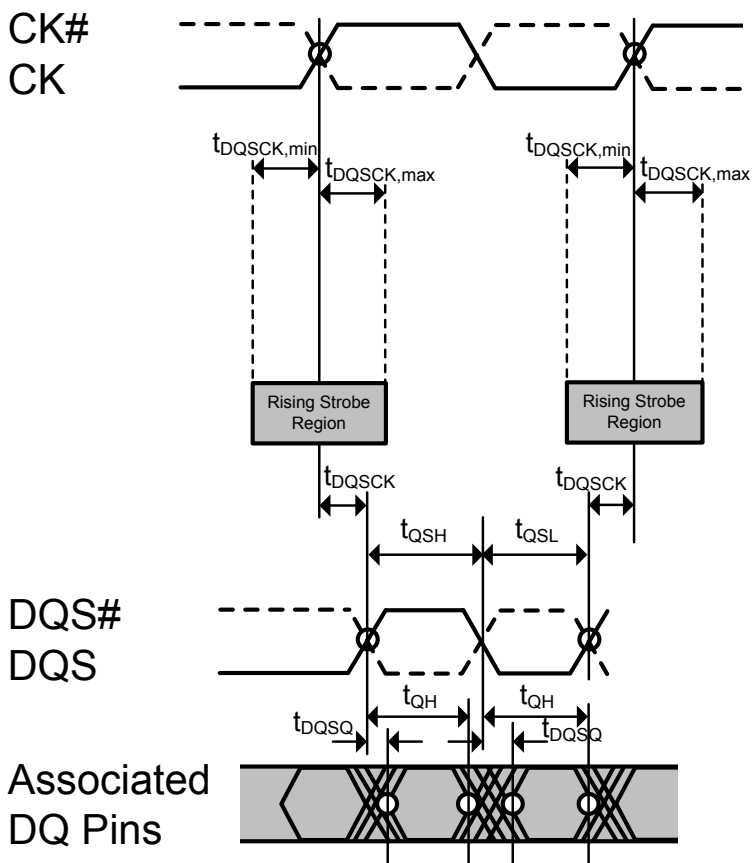 CK#
CK
tDQSCK,min
tDQSCK,max
tDQSCK,min
tDQSCK,max
Rising Strobe
Region
Rising Strobe
Region
tDQSCK
tDQSCK
tQSH
tQSL
DQS#
DQS
tQH
tQH
tDQSQ
tDQSQ
Associated
DQ Pins